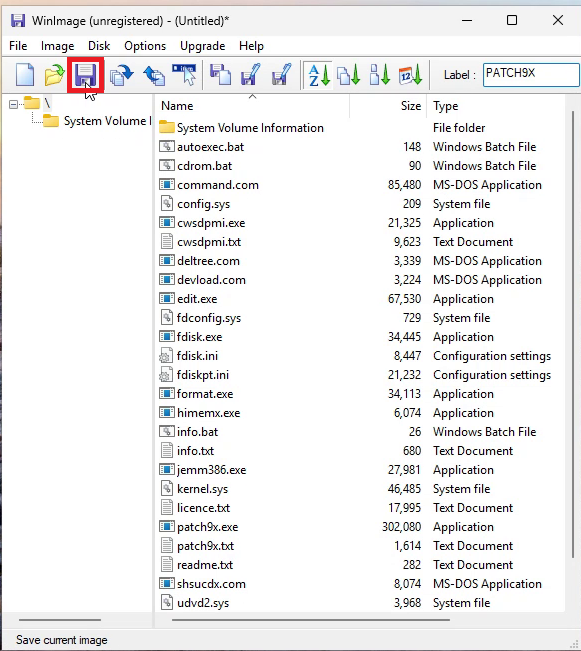 WinImage (unregistered) - (Untitled)*
File Image Disk Options Upgrade Help
Label : PATCH9X
\
System Volume I
Name Size Type
System Volume Information File folder
autoexec.bat 148 Windows Batch File
cdrom.bat 90 Windows Batch File
command.com 85,480 MS-DOS Application
config.sys 209 System file
cwsdpmi.exe 21,325 Application
cwsdpmi.txt 9,623 Text Document
deltree.com 3,339 MS-DOS Application
devload.com 3,224 MS-DOS Application
edit.exe 67,530 Application
fdconfig.sys 729 System file
fdisk.exe 34,445 Application
fdisk.ini 8,447 Configuration settings
fdiskpt.ini 21,232 Configuration settings
format.exe 34,113 Application
himemx.exe 6,074 Application
info.bat 26 Windows Batch File
info.txt 680 Text Document
jemm386.exe 27,981 Application
kernel.sys 46,485 System file
licence.txt 17,995 Text Document
patch9x.exe 302,080 Application
patch9x.txt 1,614 Text Document
readme.txt 282 Text Document
shsucdx.com 8,074 MS-DOS Application
udvd2.sys 3,968 System file
Save current image